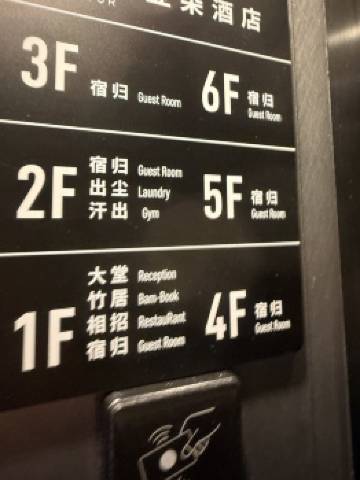 酒店
3F 宿归 Guest Room
6F 宿归 Guest Room
2F 宿归 Guest Room
出尘 Laundry
汗出 Gym
5F 宿归 Guest Room
1F 大堂 Reception
竹居 Bam-Book
相招 RestauRant
宿归 Guest Room
4F 宿归 Guest Room